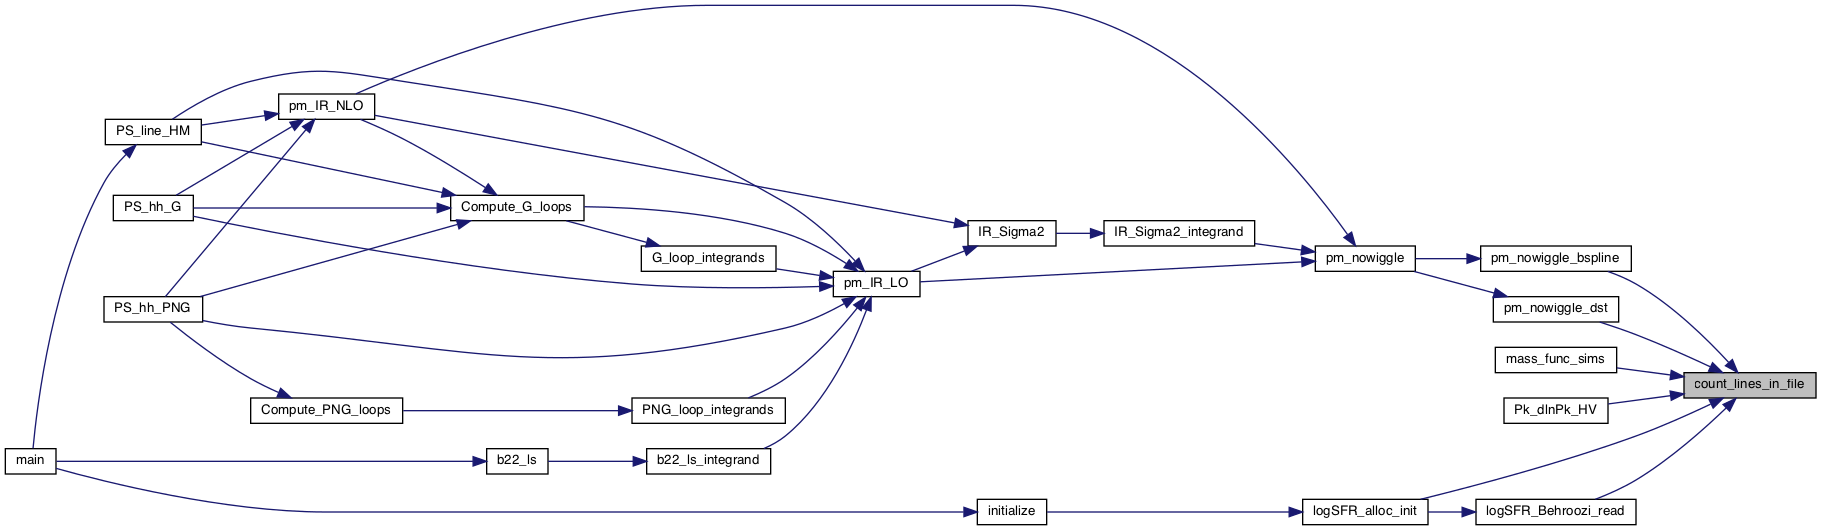 pm_IR_NLO
PS_line_HM
PS_hh_G
Compute_G_loops
IR_Sigma2
IR_Sigma2_integrand
G_loop_integrands
pm_nowiggle
pm_nowiggle_bspline
pm_IR_LO
PS_hh_PNG
pm_nowiggle_dst
mass_func_sims
count_lines_in_file
Compute_PNG_loops
PNG_loop_integrands
Pk_dlnPk_HV
main
b22_ls
b22_ls_integrand
initialize
logSFR_alloc_init
logSFR_Behroozi_read